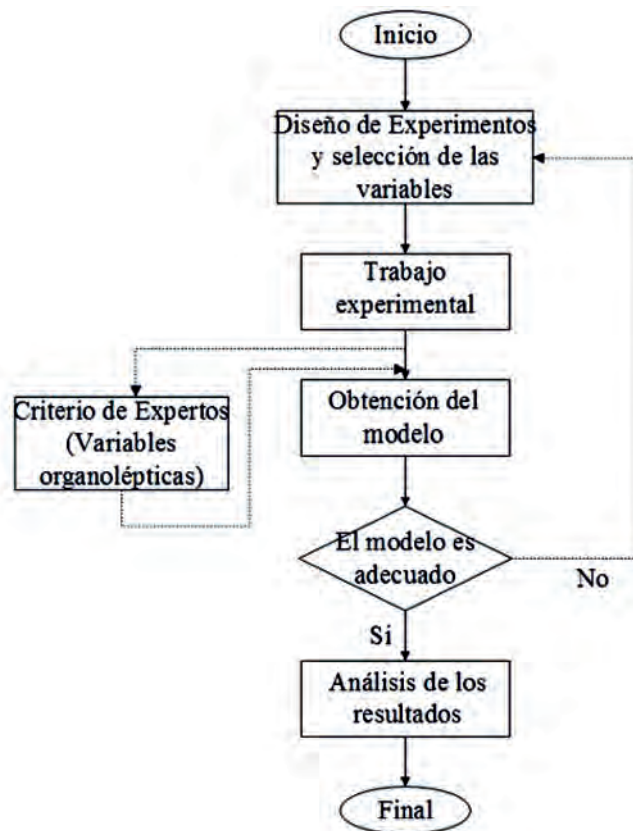 Inicio
Diseño de Experimentos
y selección de las
variables
Trabajo
experimental
Criterio de Expertos
(Variables
organolépticas)
Obtención del
modelo
El modelo es
adecuado
No
Sí
Análisis de los
resultados
Final